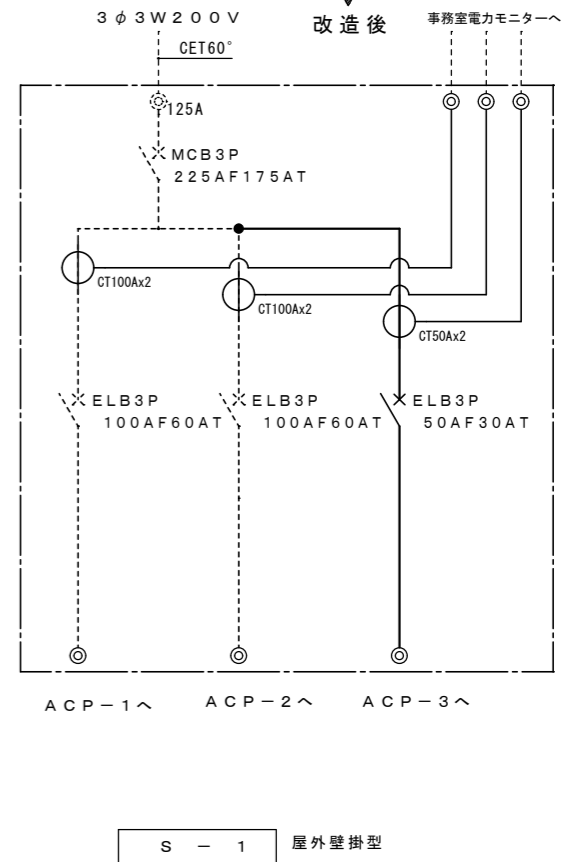 3φ3W200V
改造後
事務室電力モニターへ
CET60°
125A
MCB3P
225AF175AT
CT100Ax2
CT100Ax2
CT50Ax2
ELB3P
100AF60AT
ELB3P
100AF60AT
ELB3P
50AF30AT
ACP-1へ
ACP-2へ
ACP-3へ
S - 1
屋外壁掛型